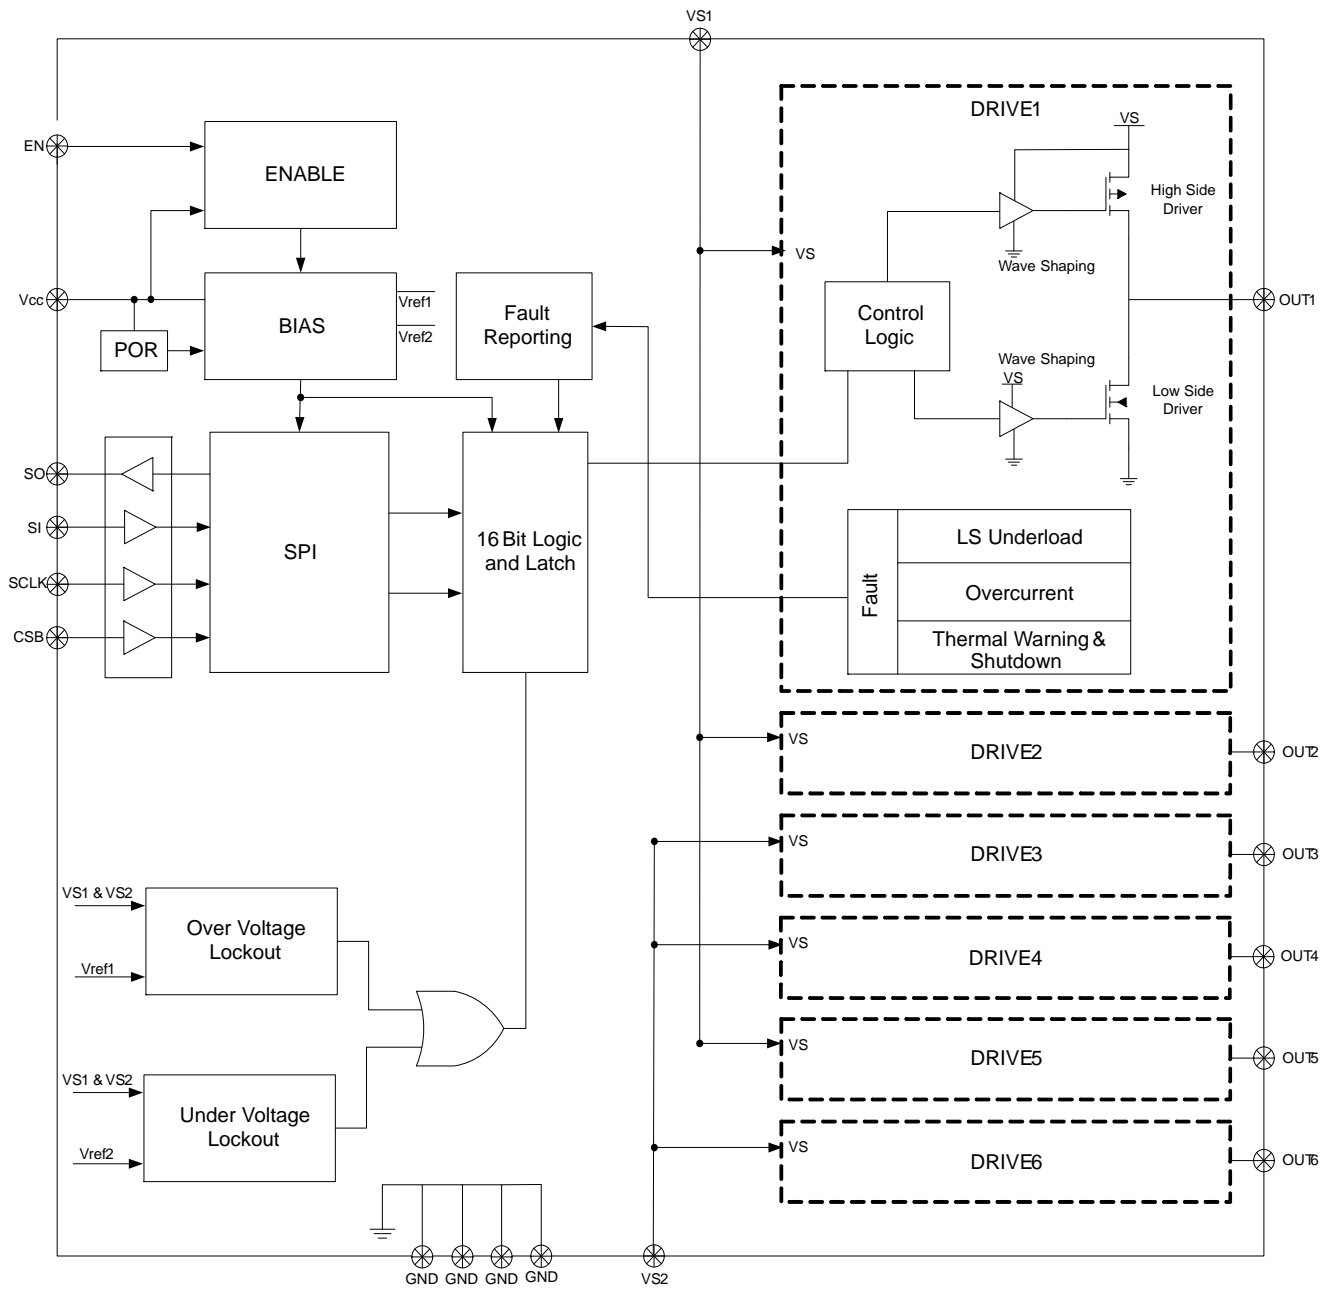 VS1
DRIVE1
VS
EN
ENABLE
High Side
Driver
VS
Wave Shaping
Vcc
BIAS
Vref1
Vref2
POR
Fault
Reporting
Control
Logic
OUT1
Wave Shaping
VS
Low Side
Driver
SO
SI
SCLK
CSB
SPI
16 Bit Logic
and Latch
Fault
LS Underload
Overcurrent
Thermal Warning &
Shutdown
VS
DRIVE2
OUT2
VS
DRIVE3
OUT3
VS1 & VS2
Over Voltage
Lockout
Vref1
VS
DRIVE4
OUT4
VS
DRIVE5
OUT5
VS1 & VS2
Under Voltage
Lockout
Vref2
VS
DRIVE6
OUT6
GND
GND
GND
GND
VS2